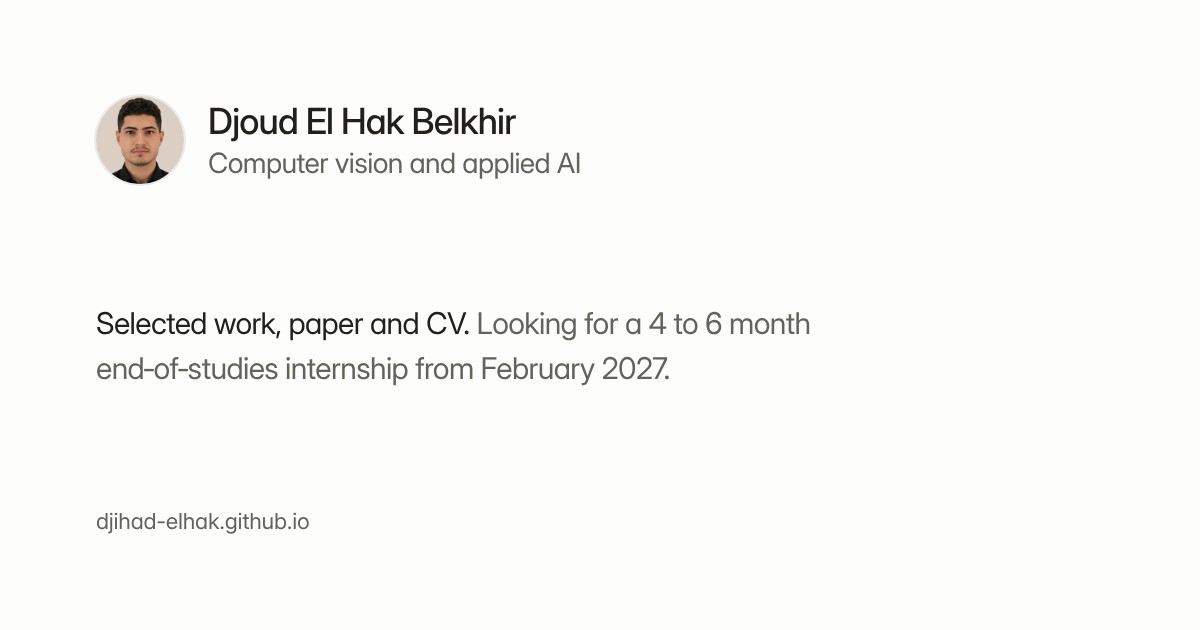 Djoud El Hak Belkhir
Computer vision and applied AI
Selected work, paper and CV. Looking for a 4 to 6 month
end-of-studies internship from February 2027.
djihad-elhak.github.io